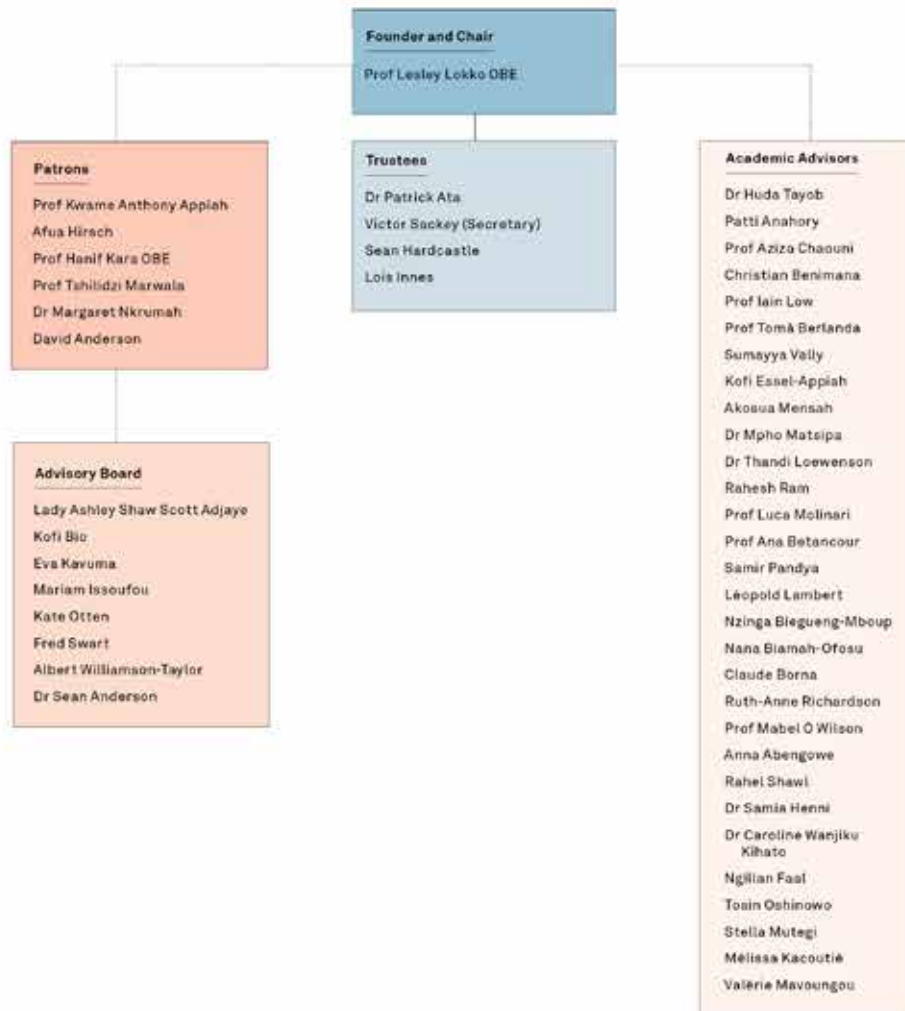 Founder and Chair
Prof Lesley Lokko OBE
Patrons
Prof Kwame Anthony Appiah
Afua Hirsch
Prof Hanif Kara OBE
Prof Tshilidzi Marwala
Dr Margaret Nkrumah
David Anderson
Trustees
Dr Patrick Ata
Victor Sackey (Secretary)
Sean Hardcastle
Lois Innes
Advisory Board
Lady Ashley Shaw Scott Adjaye
Kofi Bio
Eva Kavuma
Mariam Issoufou
Kate Otten
Fred Swart
Albert Williamson-Taylor
Dr Sean Anderson
Academic Advisors
Dr Huda Tayob
Patti Anahory
Prof Aziza Chaouni
Christian Benimana
Prof Iain Low
Prof Tomà Berlanda
Sumayya Vally
Kofi Essel-Appiah
Akosua Mensah
Dr Mpho Matsipa
Dr Thandi Loewenson
Rahesh Ram
Prof Luca Molinari
Prof Ana Betancour
Samir Pandya
Léopold Lambert
Nzinga Biegueng-Mboup
Nana Biamah-Ofosu
Claude Borna
Ruth-Anne Richardson
Prof Mabel O Wilson
Anna Abengowe
Rahel Shawl
Dr Samia Henni
Dr Caroline Wanjiku
Kihato
Faal
Tosin Oshinowo
Stella Mutegi
Mélissa Kacoutié
Valérie Mavoungou